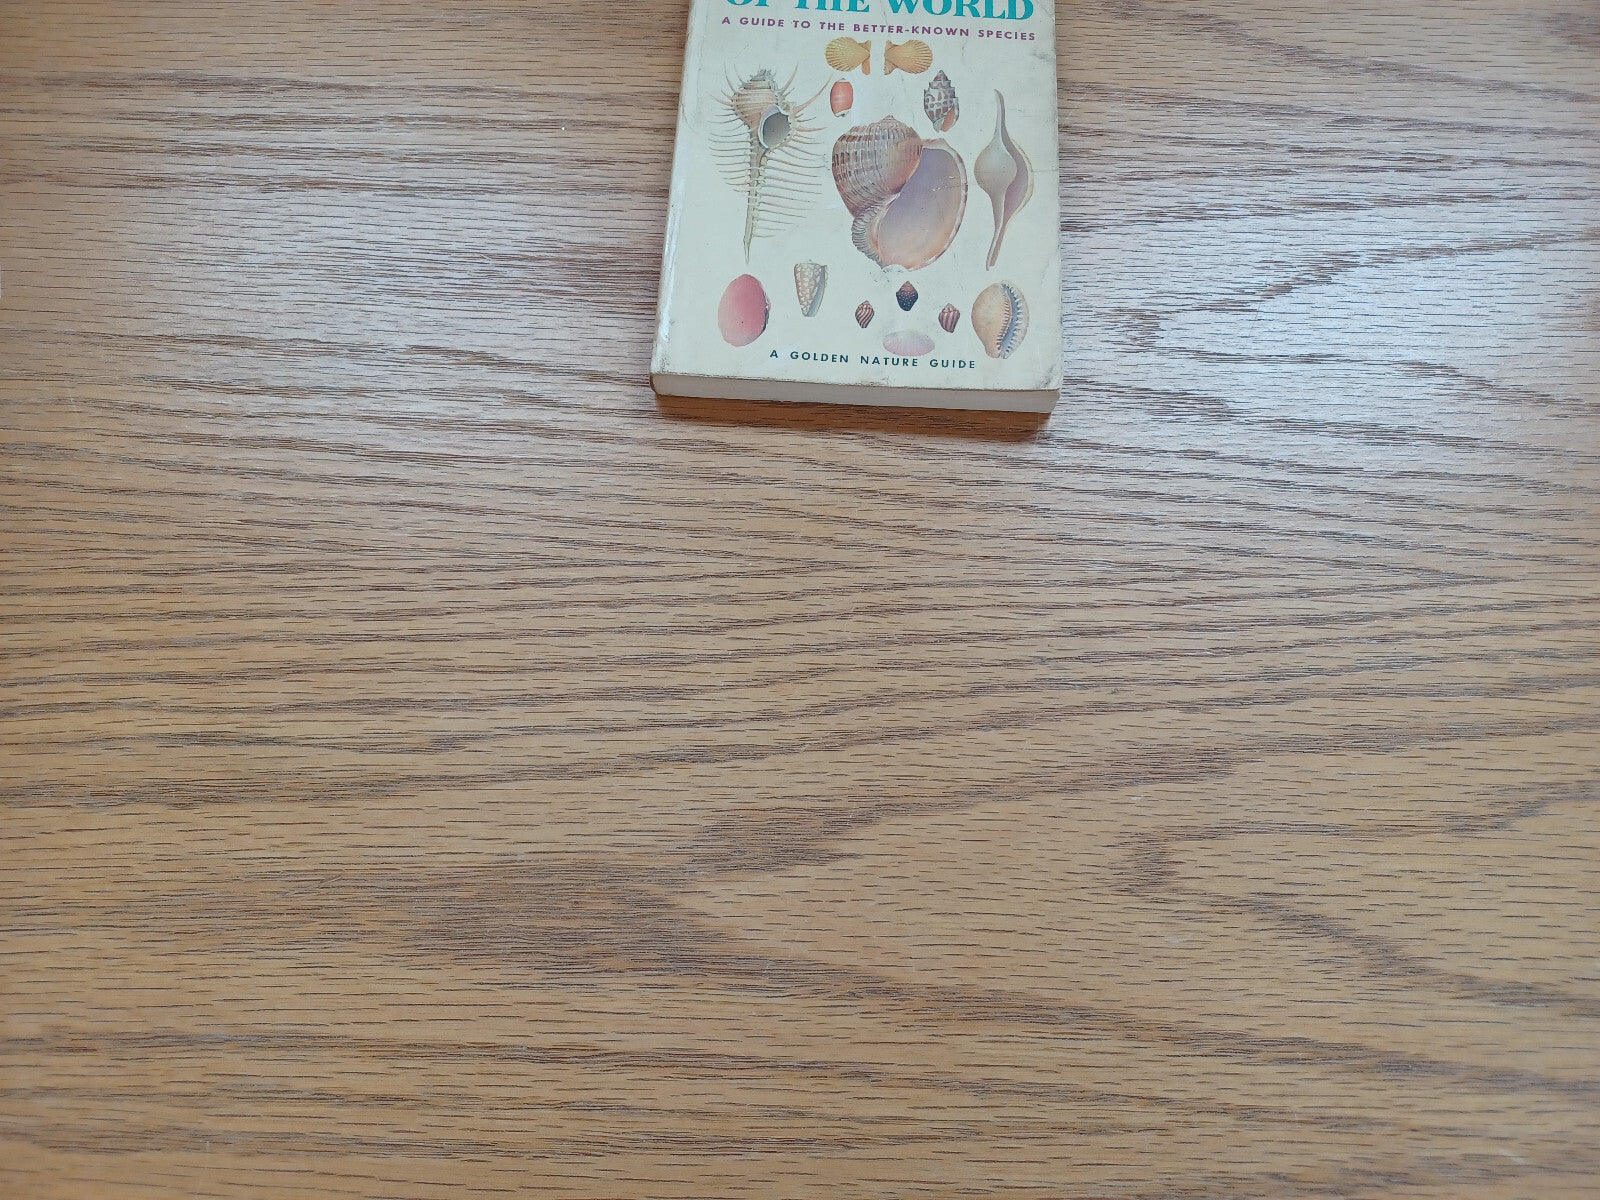 OF THE WORLD
A GUIDE TO THE BETTER-KNOWN SPECIES
A GOLDEN NATURE GUIDE